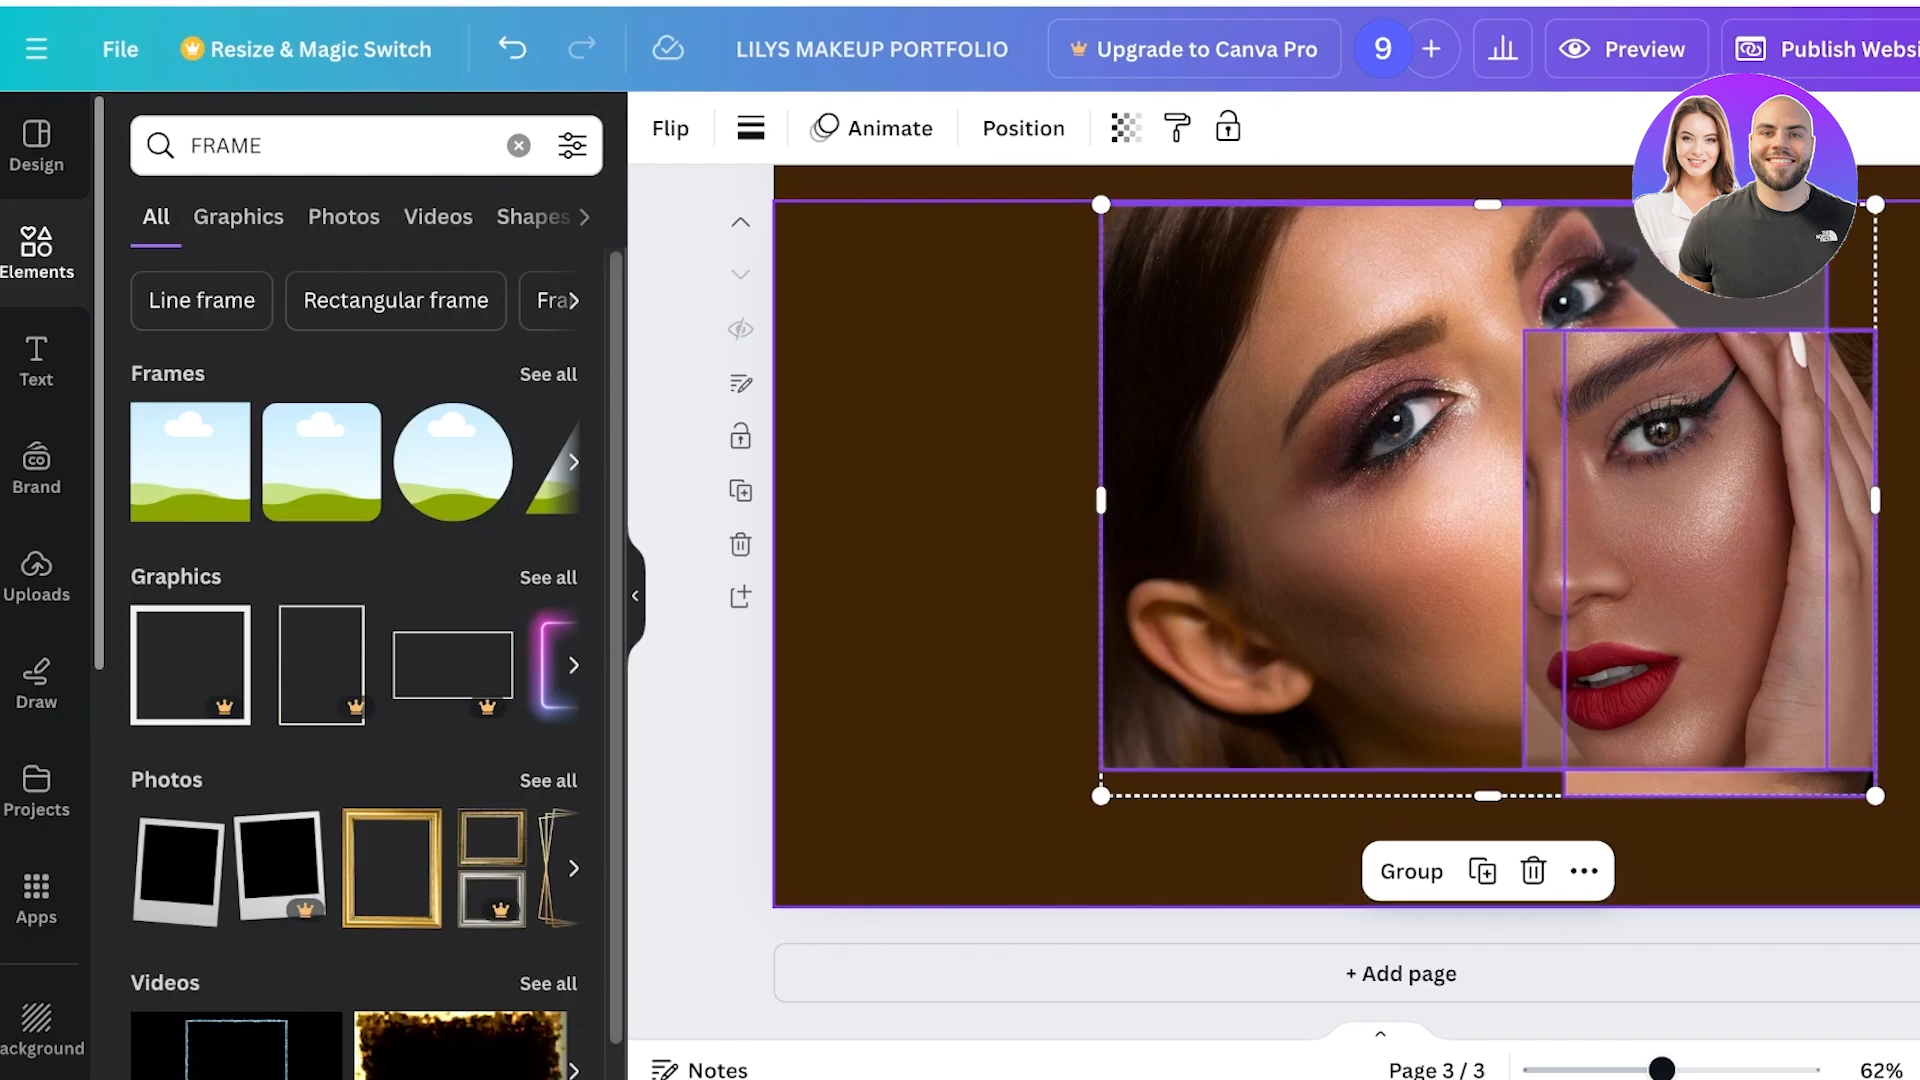 File
Resize & Magic Switch
LILYS MAKEUP PORTFOLIO
Upgrade to Canva Pro
9
+
Preview
Publish Websi
Design
Elements
Text
Brand
Uploads
Draw
Projects
Apps
ackground
FRAME
All
Graphics
Photos
Videos
Shapes
Line frame
Rectangular frame
Fra
Frames
See all
Graphics
See all
Photos
See all
Videos
See all
Flip
Animate
Position
Group
+ Add page
Notes
Page 3 / 3
62%